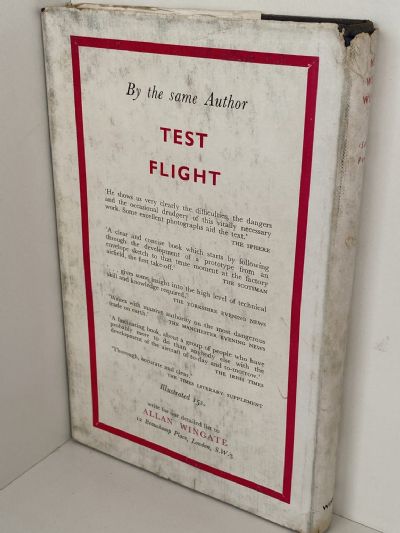 By the same Author
TEST
FLIGHT
'He shows us very clearly the difficulties, the dangers
and the occasional drudgery of this vitally necessary
work. Some excellent photographs aid the text.'
THE SPHERE
'A clear and concise book which starts by following
through the development of a prototype from an
envelope sketch to that tense moment at the factory
airfield, the first take-off.'
THE SCOTSMAN
'. . . gives some insight into the high level of technical
skill and knowledge required.'
THE YORKSHIRE EVENING NEWS
'Writes with massive authority on the most dangerous
trade on earth.'
THE MANCHESTER EVENING NEWS
'A fascinating book about a group of people who have
probably more to do than anybody else with the
development of the aircraft of to-day and to-morrow.'
THE IRISH TIMES
'Thorough, accurate and clear.'
THE TIMES LITERARY SUPPLEMENT
Illustrated 15s.
write for our detailed list to
ALLAN WINGATE
12 Beauchamp Place, London, S.W.3